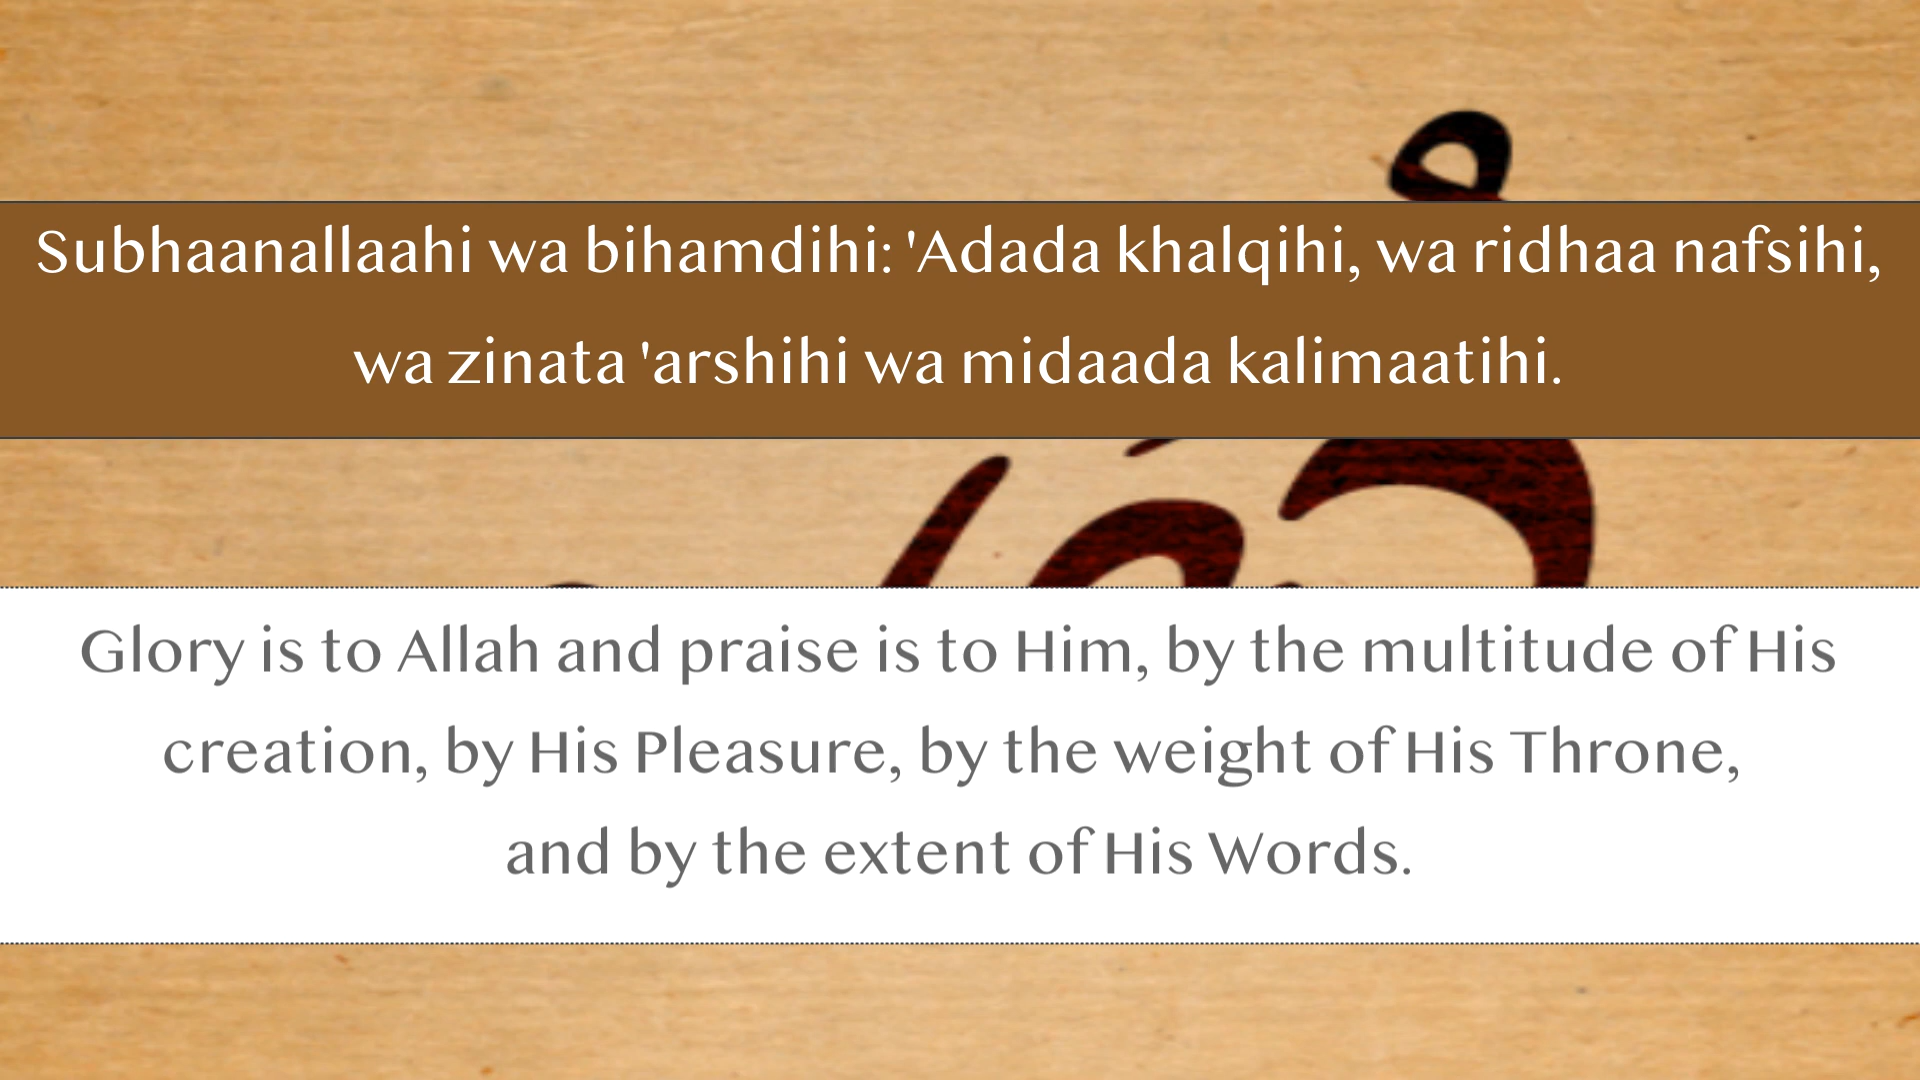 Subhaanallaahi wa bihamdihi: 'Adada khalqihi, wa ridhaa nafsihi,
wa zinata 'arshihi wa midaada kalimaatihi.
Glory is to Allah and praise is to Him, by the multitude of His
creation, by His Pleasure, by the weight of His Throne,
and by the extent of His Words.